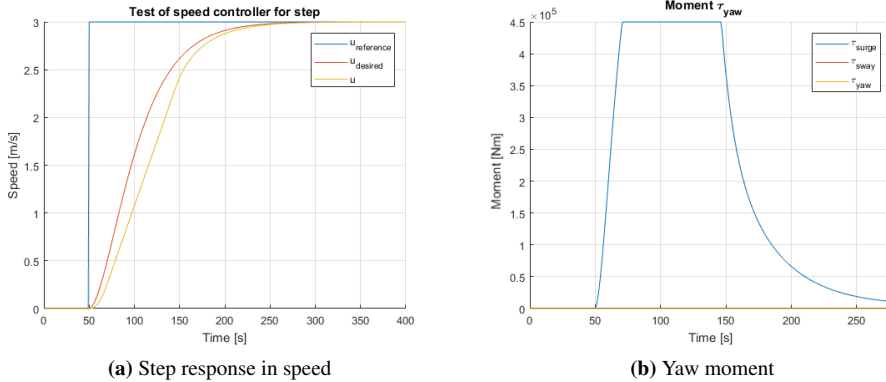 Test of speed controller for step
3
2.5
2
1.5
1
0.5
0
Speed [m/s]
0 50 100 150 200 250 300 350 400
Time [s]
u_reference
u_desired
u
(a) Step response in speed
Moment τ_yaw
×10^5
4.5
4
3.5
3
2.5
2
1.5
1
0.5
0
Moment [Nm]
0 50 100 150 200 250
Time [s]
τ_surge
τ_sway
τ_yaw
(b) Yaw moment